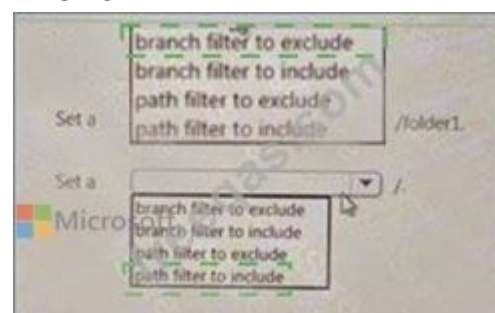 branch filter to exclude
branch filter to include
path filter to exclude
Set a path filter to include /folder1.
Set a /.
Microsoft
branch filter to exclude
branch filter to include
path filter to exclude
path filter to include